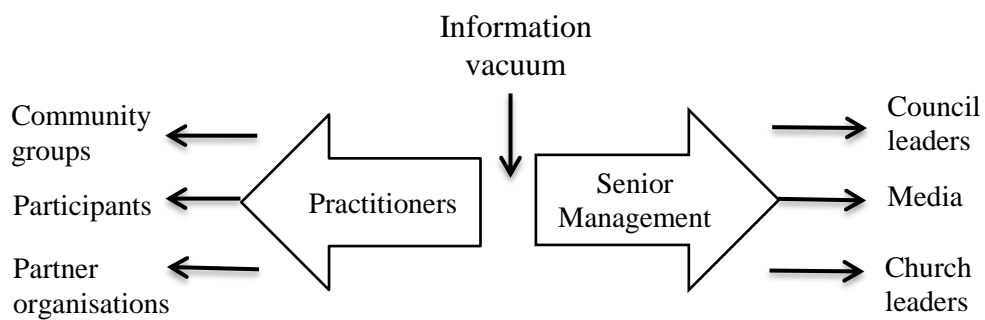 Information
vacuum
Community
groups
Participants
Partner
organisations
Practitioners
Senior
Management
Council
leaders
Media
Church
leaders